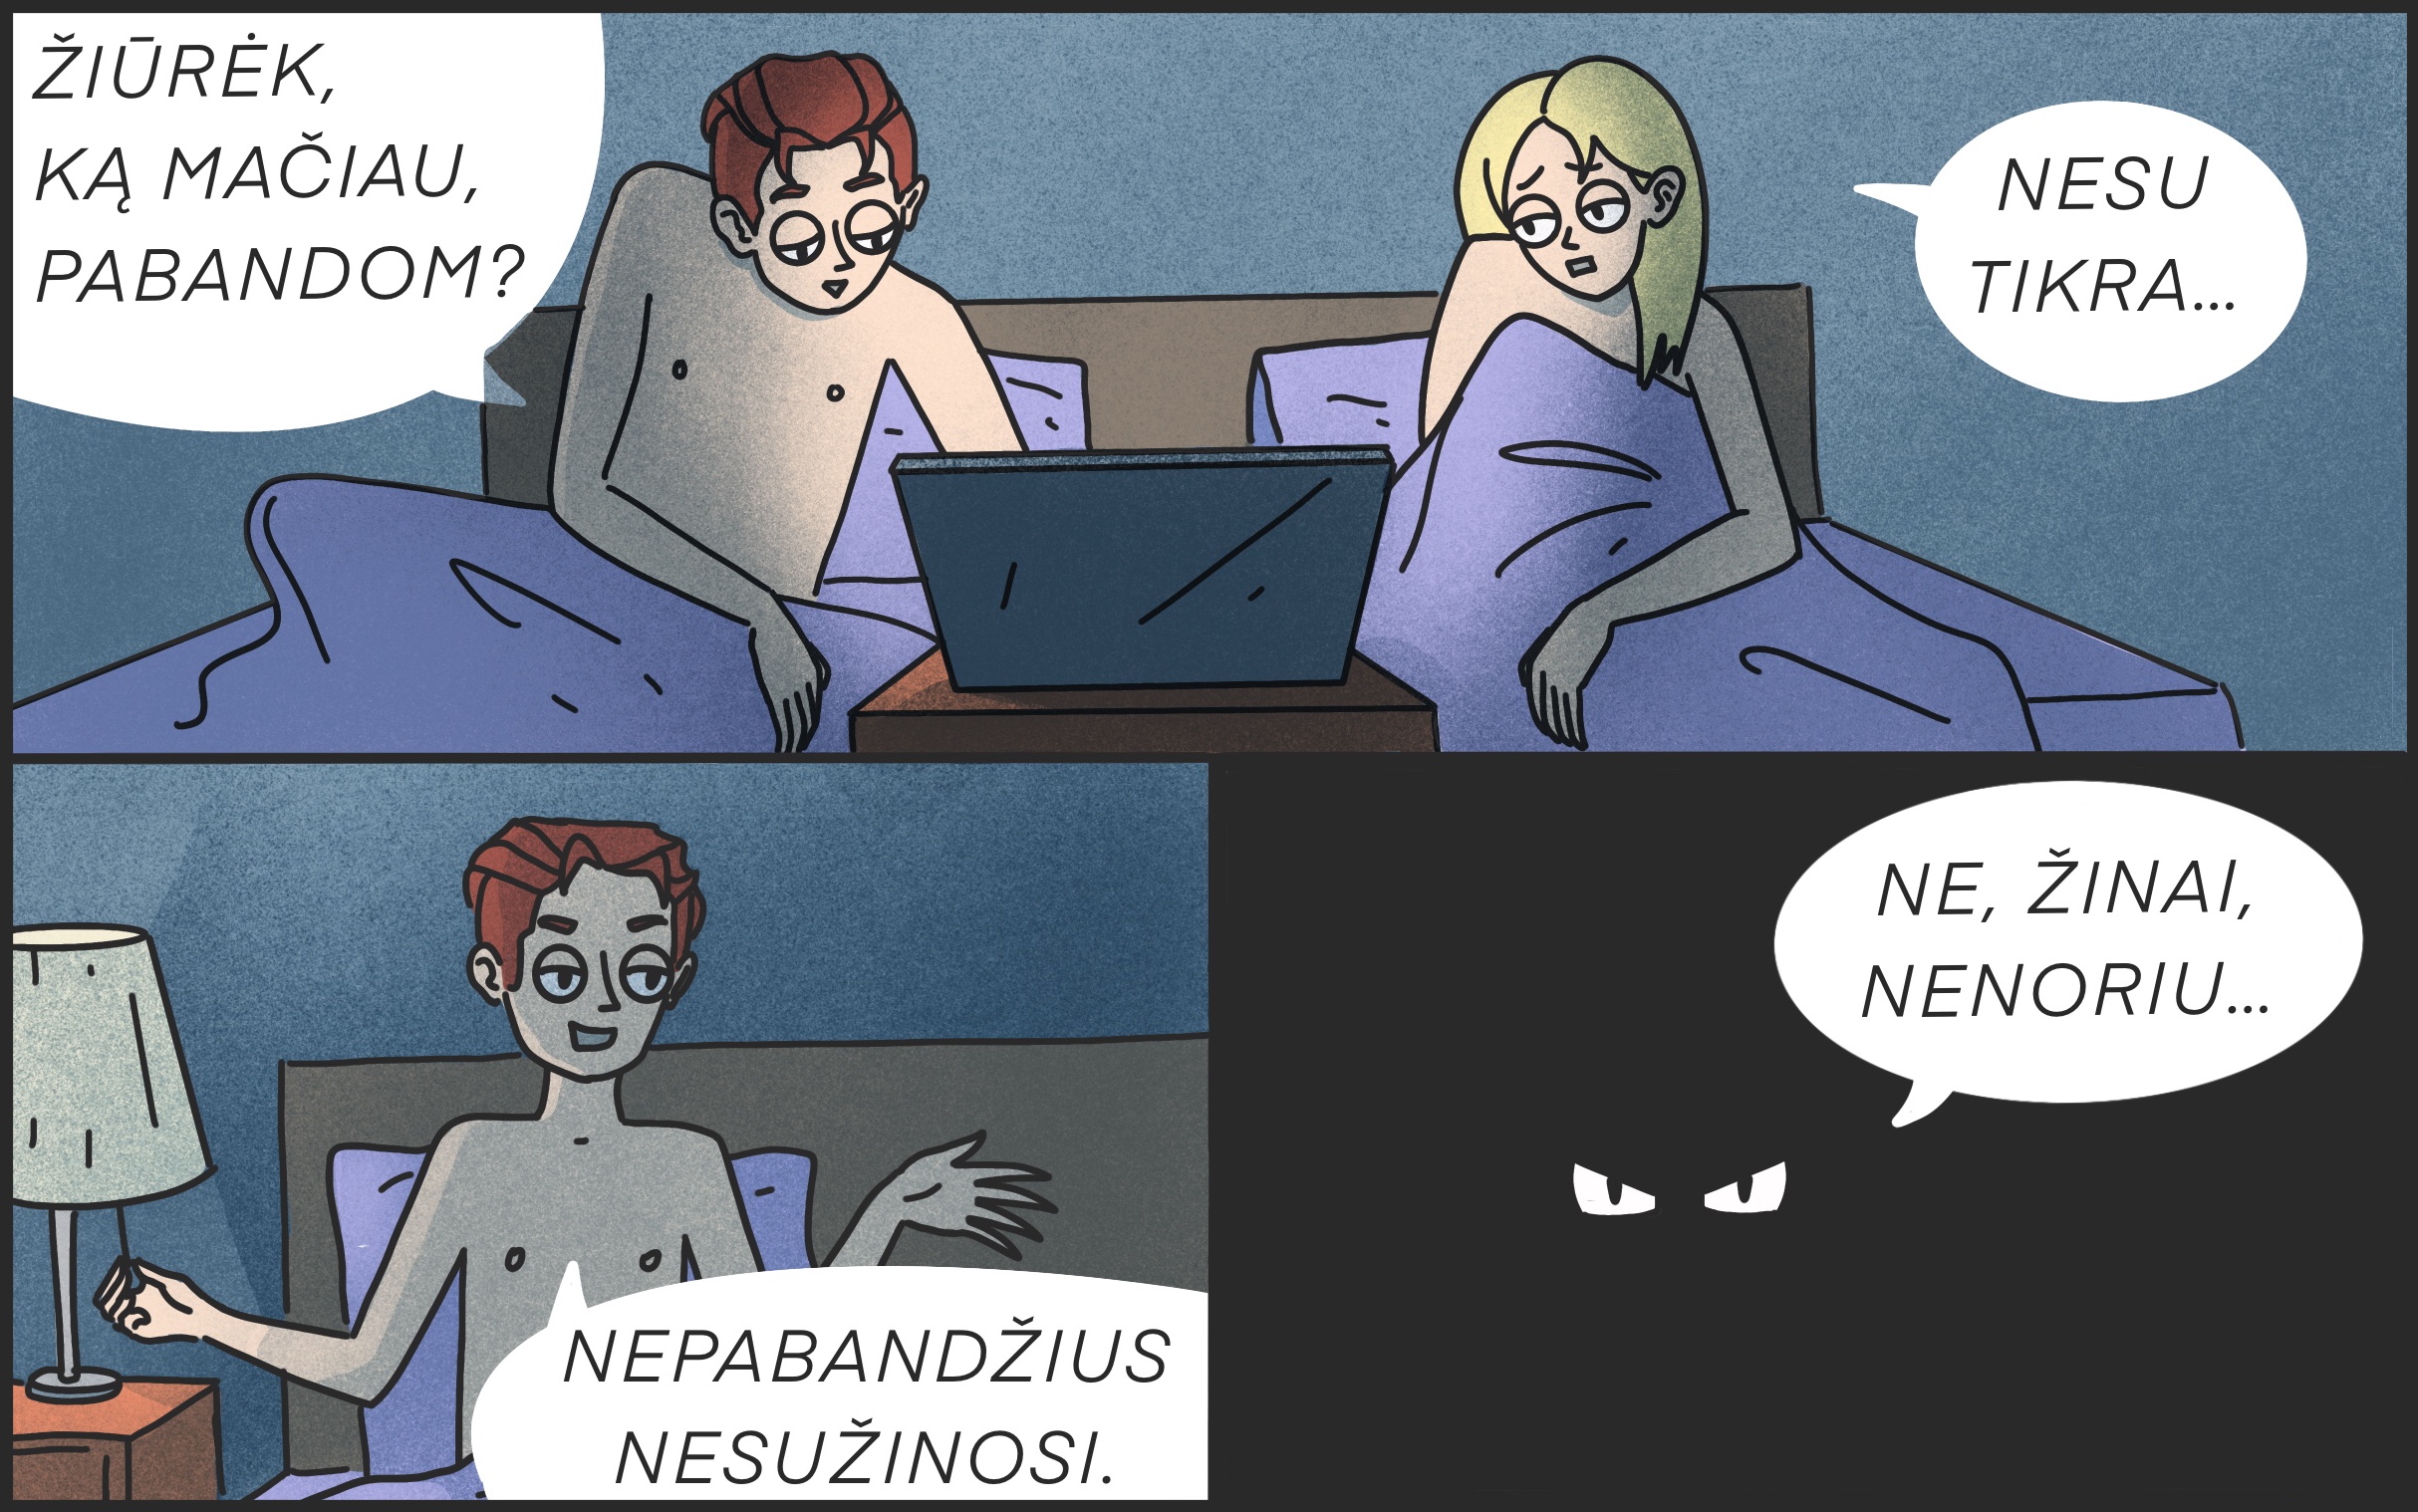 ŽIŪRĖK,
KĄ MAČIAU,
PABANDOM?
NESU
TIKRA...
NEPABANDŽIUS
NESUŽINOSI.
NE, ŽINAI,
NENORIU...